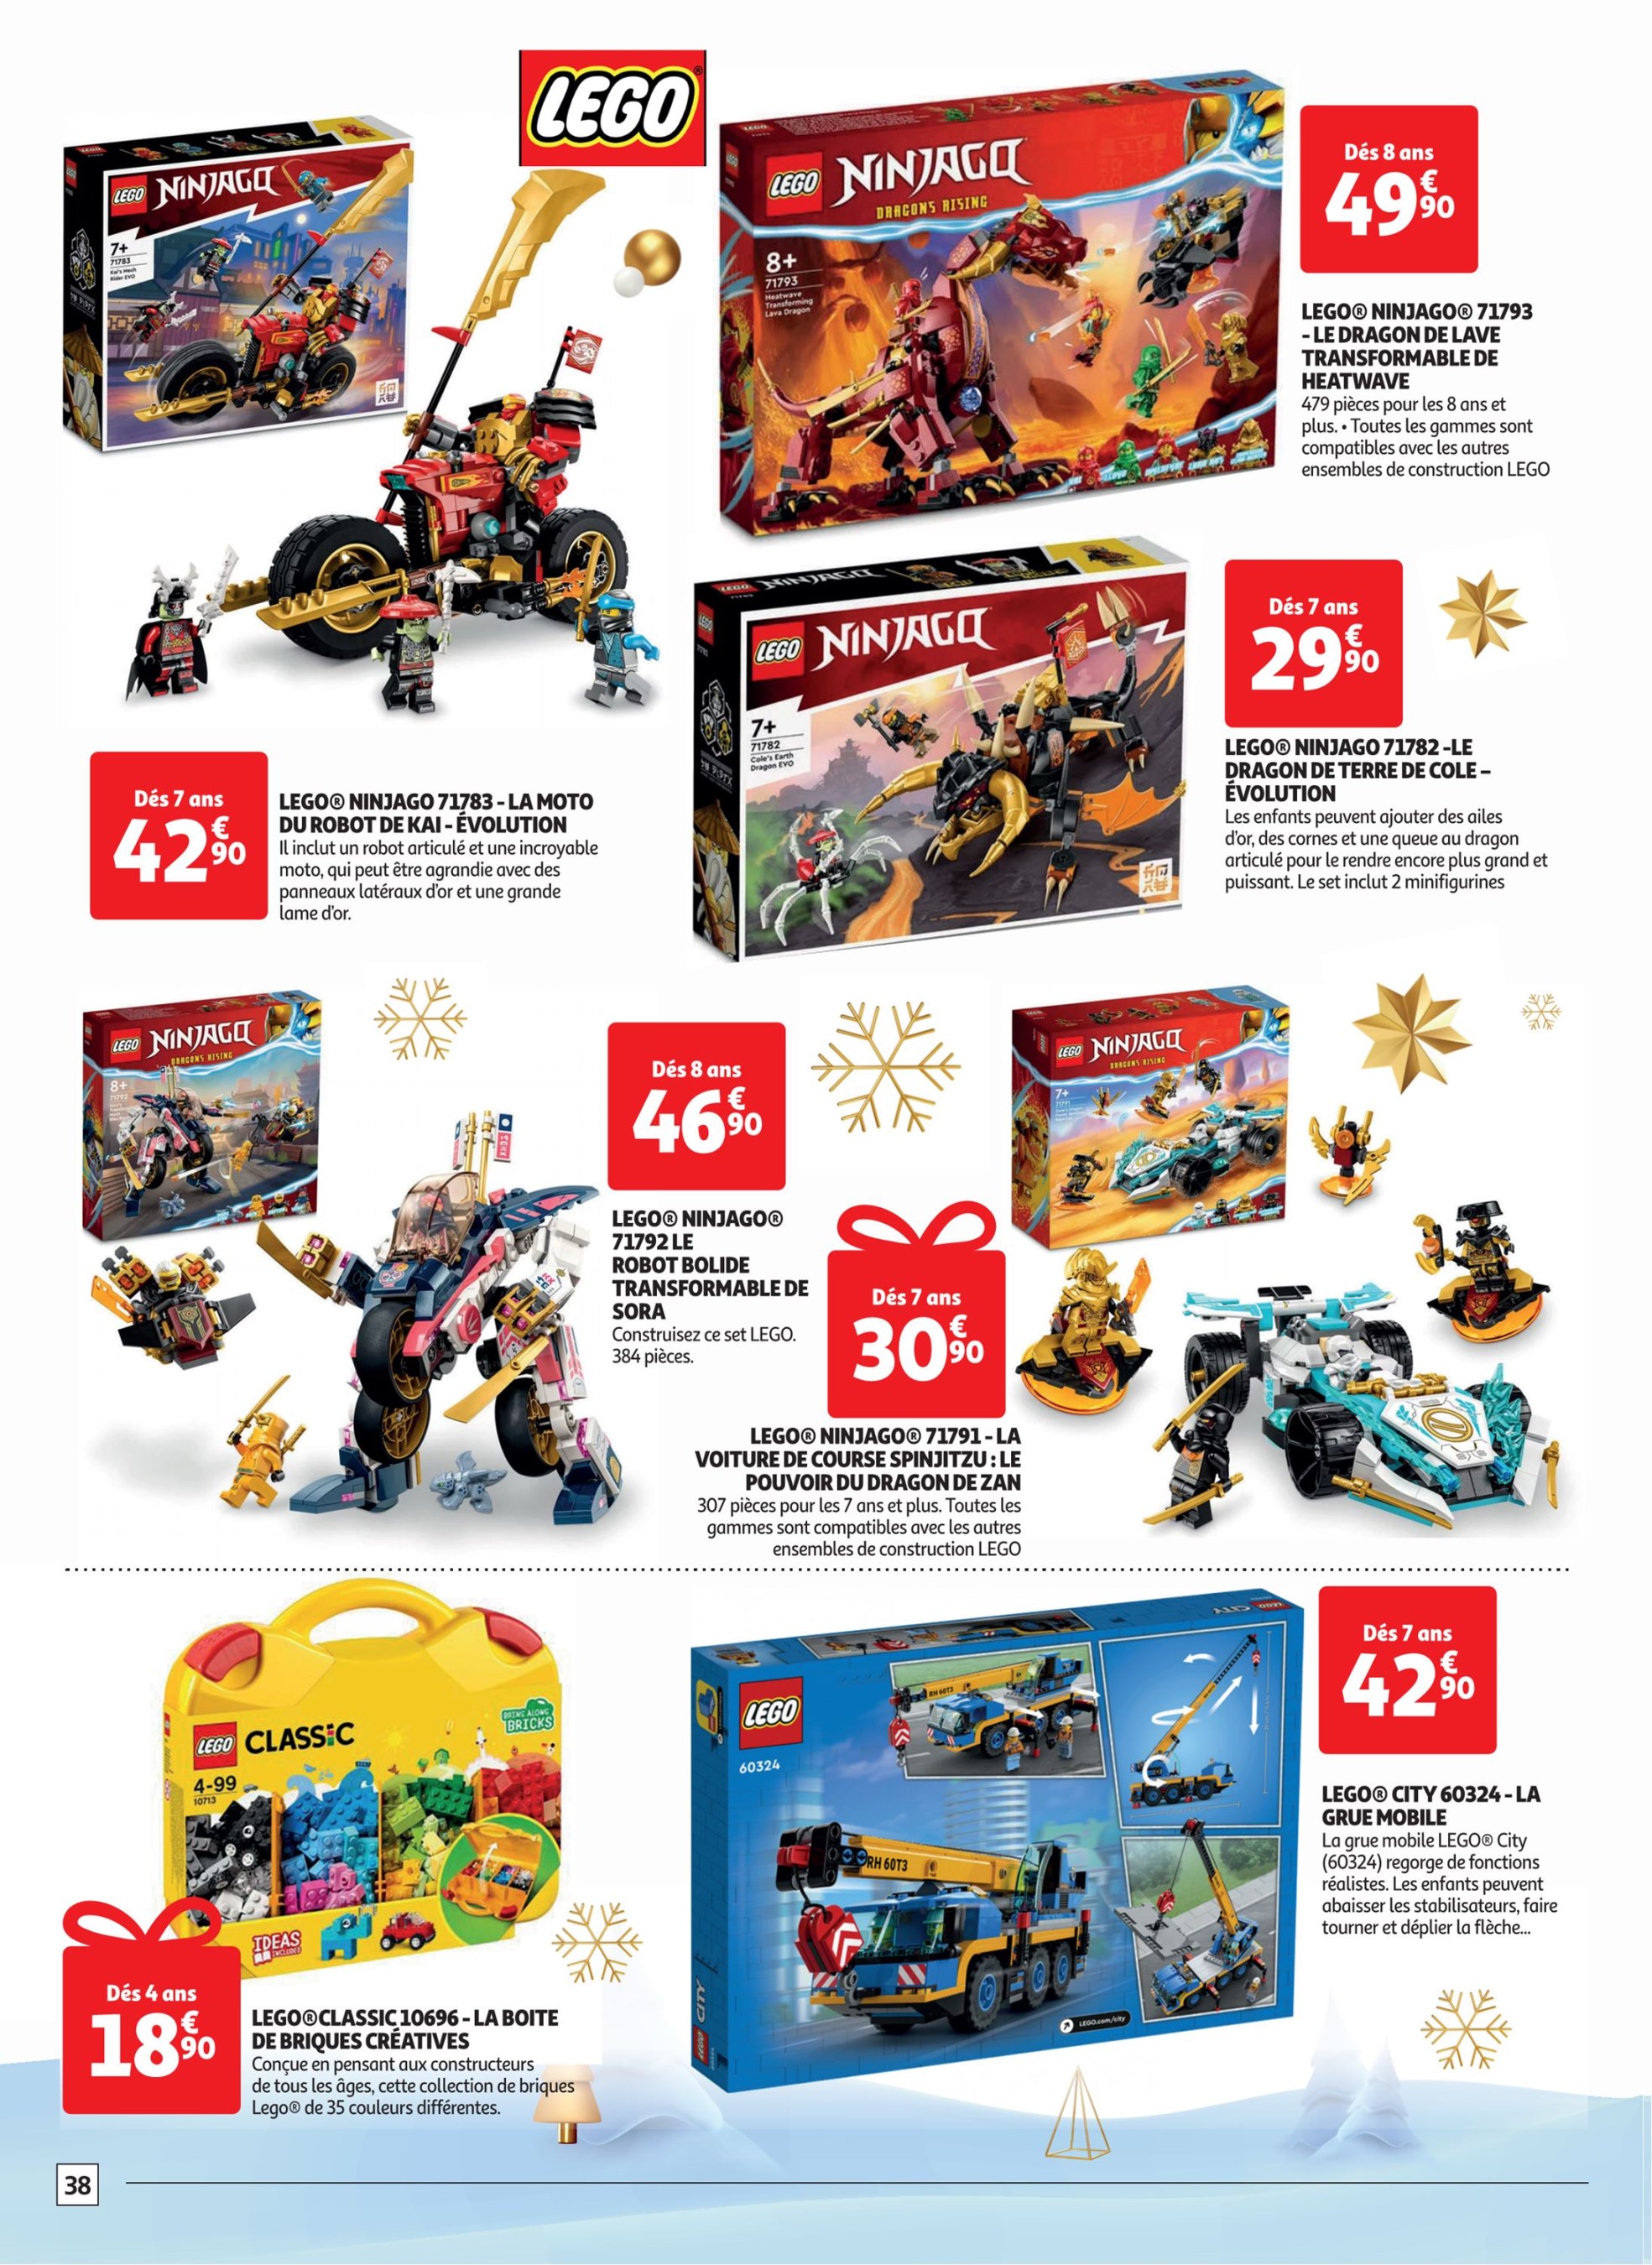 LEGO
LEGO NINJAGO
7+
71783
Kai's Mech
Rider EVO
LEGO NINJAGO
DRAGONS RISING
8+
71793
Heatwave
Transforming
Lava Dragon
Dés 8 ans
49€90
LEGO® NINJAGO® 71793
- LE DRAGON DE LAVE
TRANSFORMABLE DE
HEATWAVE
479 pièces pour les 8 ans et
plus. • Toutes les gammes sont
compatibles avec les autres
ensembles de construction LEGO
LEGO NINJAGO
7+
71782
Cole's Earth
Dragon EVO
Dés 7 ans
29€90
LEGO® NINJAGO 71782 -LE
DRAGON DE TERRE DE COLE –
ÉVOLUTION
Les enfants peuvent ajouter des ailes
d'or, des cornes et une queue au dragon
articulé pour le rendre encore plus grand et
puissant. Le set inclut 2 minifigurines
Dés 7 ans
42€90
LEGO® NINJAGO 71783 - LA MOTO
DU ROBOT DE KAI - ÉVOLUTION
Il inclut un robot articulé et une incroyable
moto, qui peut être agrandie avec des
panneaux latéraux d'or et une grande
lame d'or.
LEGO NINJAGO
DRAGONS RISING
8+
71792
Dés 8 ans
46€90
LEGO® NINJAGO®
71792 LE
ROBOT BOLIDE
TRANSFORMABLE DE
SORA
Construisez ce set LEGO.
384 pièces.
LEGO NINJAGO
DRAGONS RISING
7+
71791
Dés 7 ans
30€90
LEGO® NINJAGO® 71791 - LA
VOITURE DE COURSE SPINJITZU : LE
POUVOIR DU DRAGON DE ZAN
307 pièces pour les 7 ans et plus. Toutes les
gammes sont compatibles avec les autres
ensembles de construction LEGO
LEGO CLASSIC
BRING ALONG
BRICKS
4-99
10713
IDEAS
INCLUDED
Dés 4 ans
18€90
LEGO®CLASSIC 10696 - LA BOITE
DE BRIQUES CRÉATIVES
Conçue en pensant aux constructeurs
de tous les âges, cette collection de briques
Lego® de 35 couleurs différentes.
LEGO
60324
RH 60T3
RH 60T3
LEGO CITY
LEGO.com/city
Dés 7 ans
42€90
LEGO® CITY 60324 - LA
GRUE MOBILE
La grue mobile LEGO® City
(60324) regorge de fonctions
réalistes. Les enfants peuvent
abaisser les stabilisateurs, faire
tourner et déplier la flèche...
38